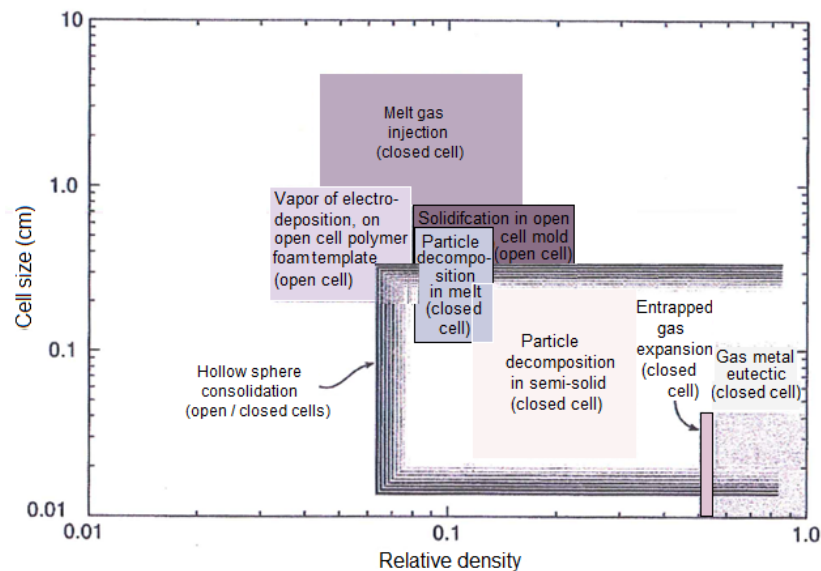 10
1.0
0.1
0.01
Cell size (cm)
Melt gas
injection
(closed cell)
Vapor of electro-
deposition, on
open cell polymer
foam template
(open cell)
Solidifcation in open
cell mold
(open cell)
Particle
decompo-
sition
in melt
(closed
cell)
Particle
decomposition
in semi-solid
(closed cell)
Entrapped
gas
expansion
(closed
cell)
Gas metal
eutectic
(closed cell)
Hollow sphere
consolidation
(open / closed cells)
0.01
0.1
1.0
Relative density